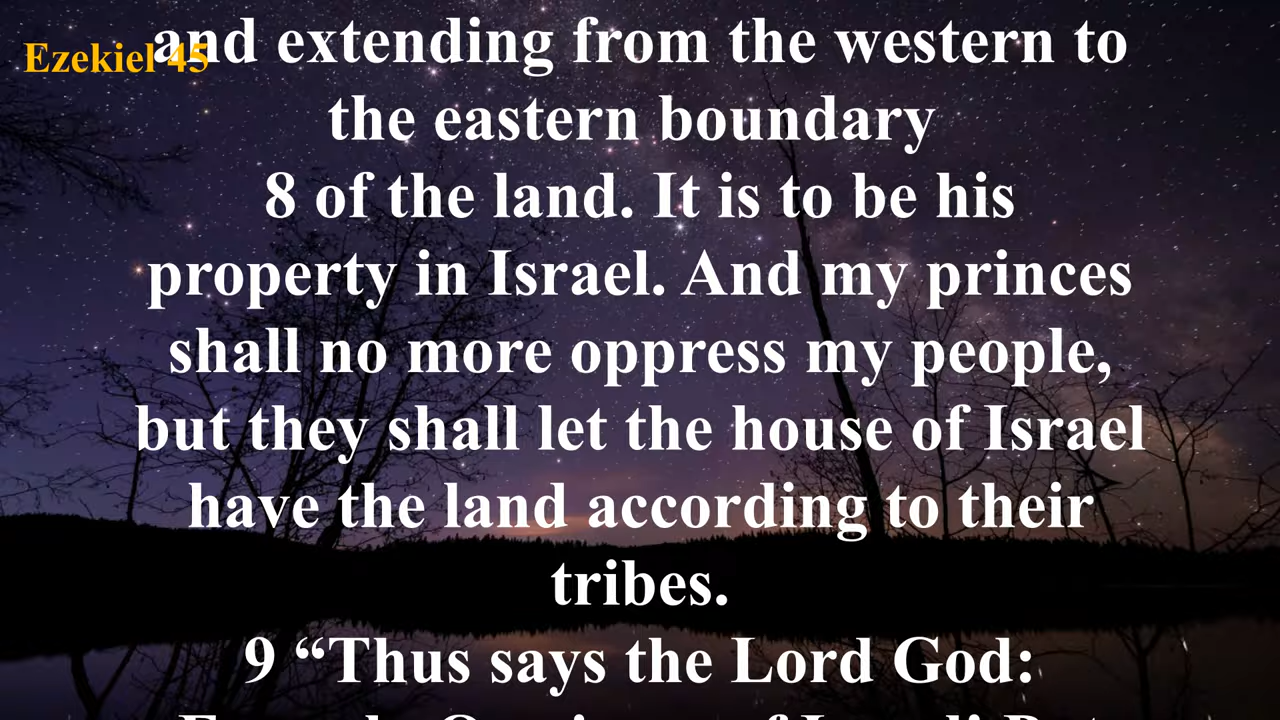 Ezekiel 45
and extending from the western to
the eastern boundary
8 of the land. It is to be his
property in Israel. And my princes
shall no more oppress my people,
but they shall let the house of Israel
have the land according to their
tribes.
9 “Thus says the Lord God: